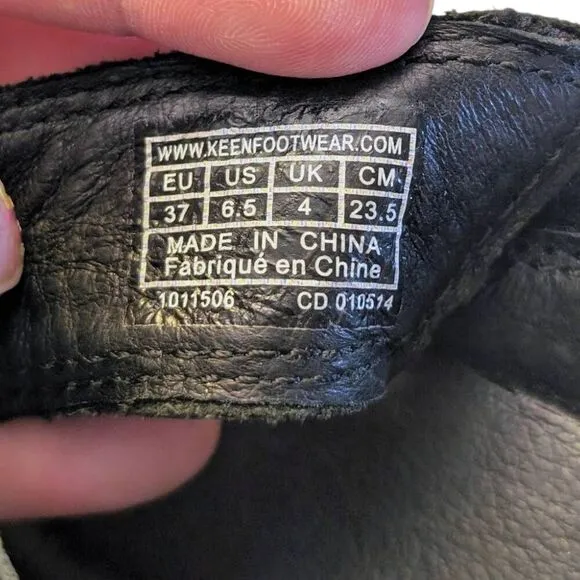 WWW.KEENFOOTWEAR.COM
EU US UK CM
37 6.5 4 23.5
MADE IN CHINA
Fabriqué en Chine
1011506 CD 010514